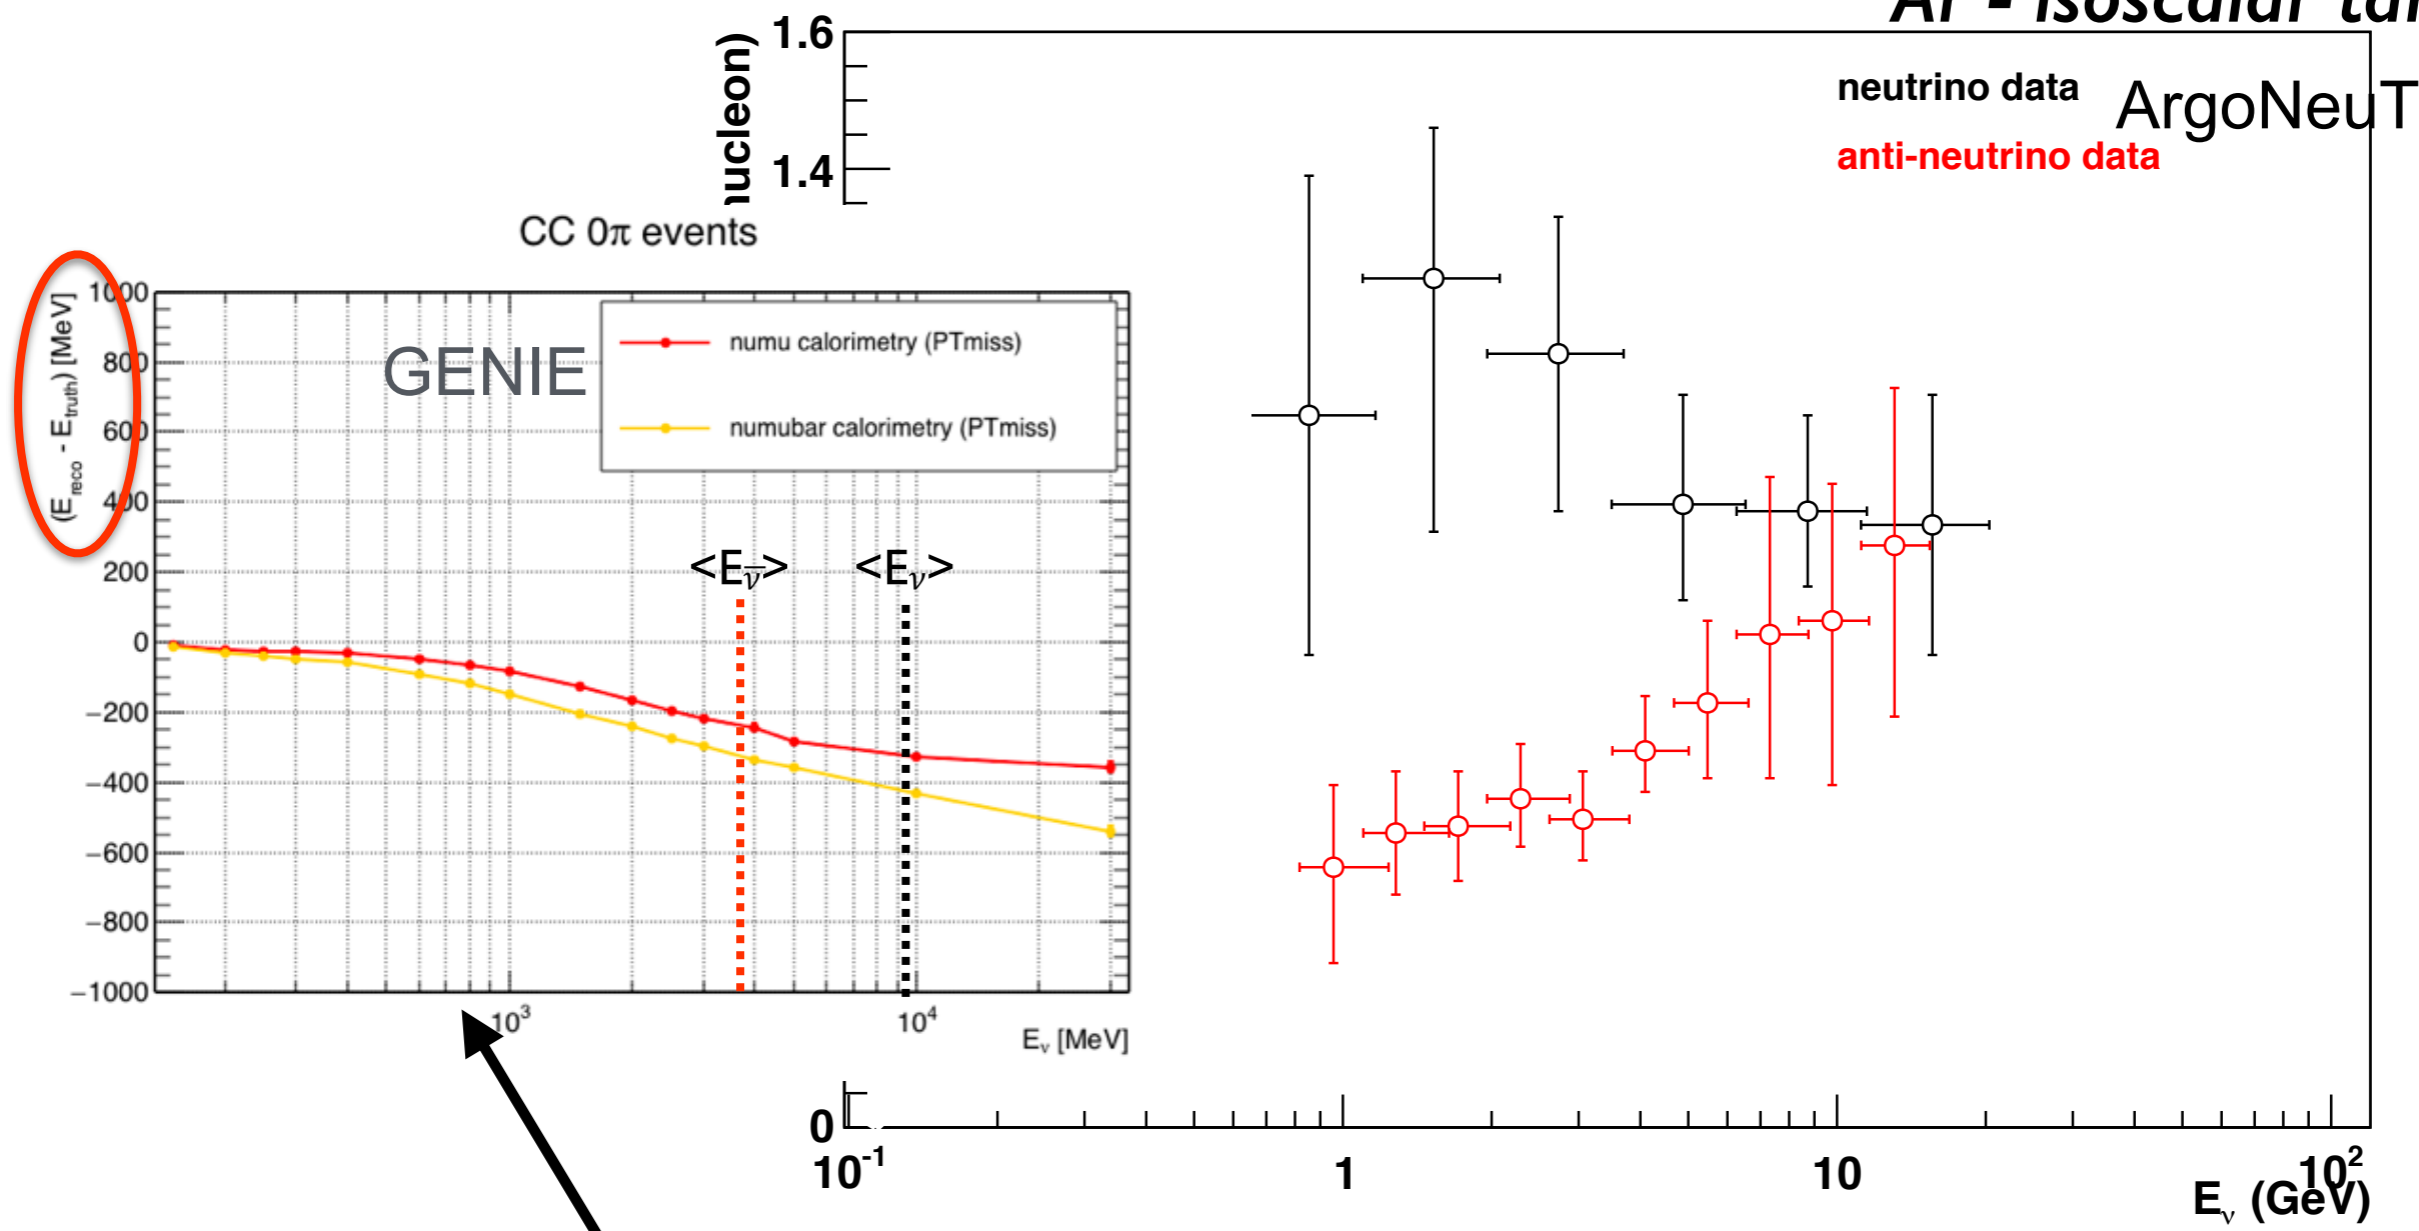 Ar - isoscalar
1.6
nucleon)
neutrino data
ArgoNeuT
anti-neutrino data
1.4
CC 0π events
(E_reco - E_truth) [MeV]
1000
800
600
400
200
0
−200
−400
−600
−800
−1000
GENIE
numu calorimetry (PTmiss)
numubar calorimetry (PTmiss)
<E_ν̅>
<E_ν>
10³
10⁴
E_ν [MeV]
0
10⁻¹
1
10
10²
E_ν (GeV)